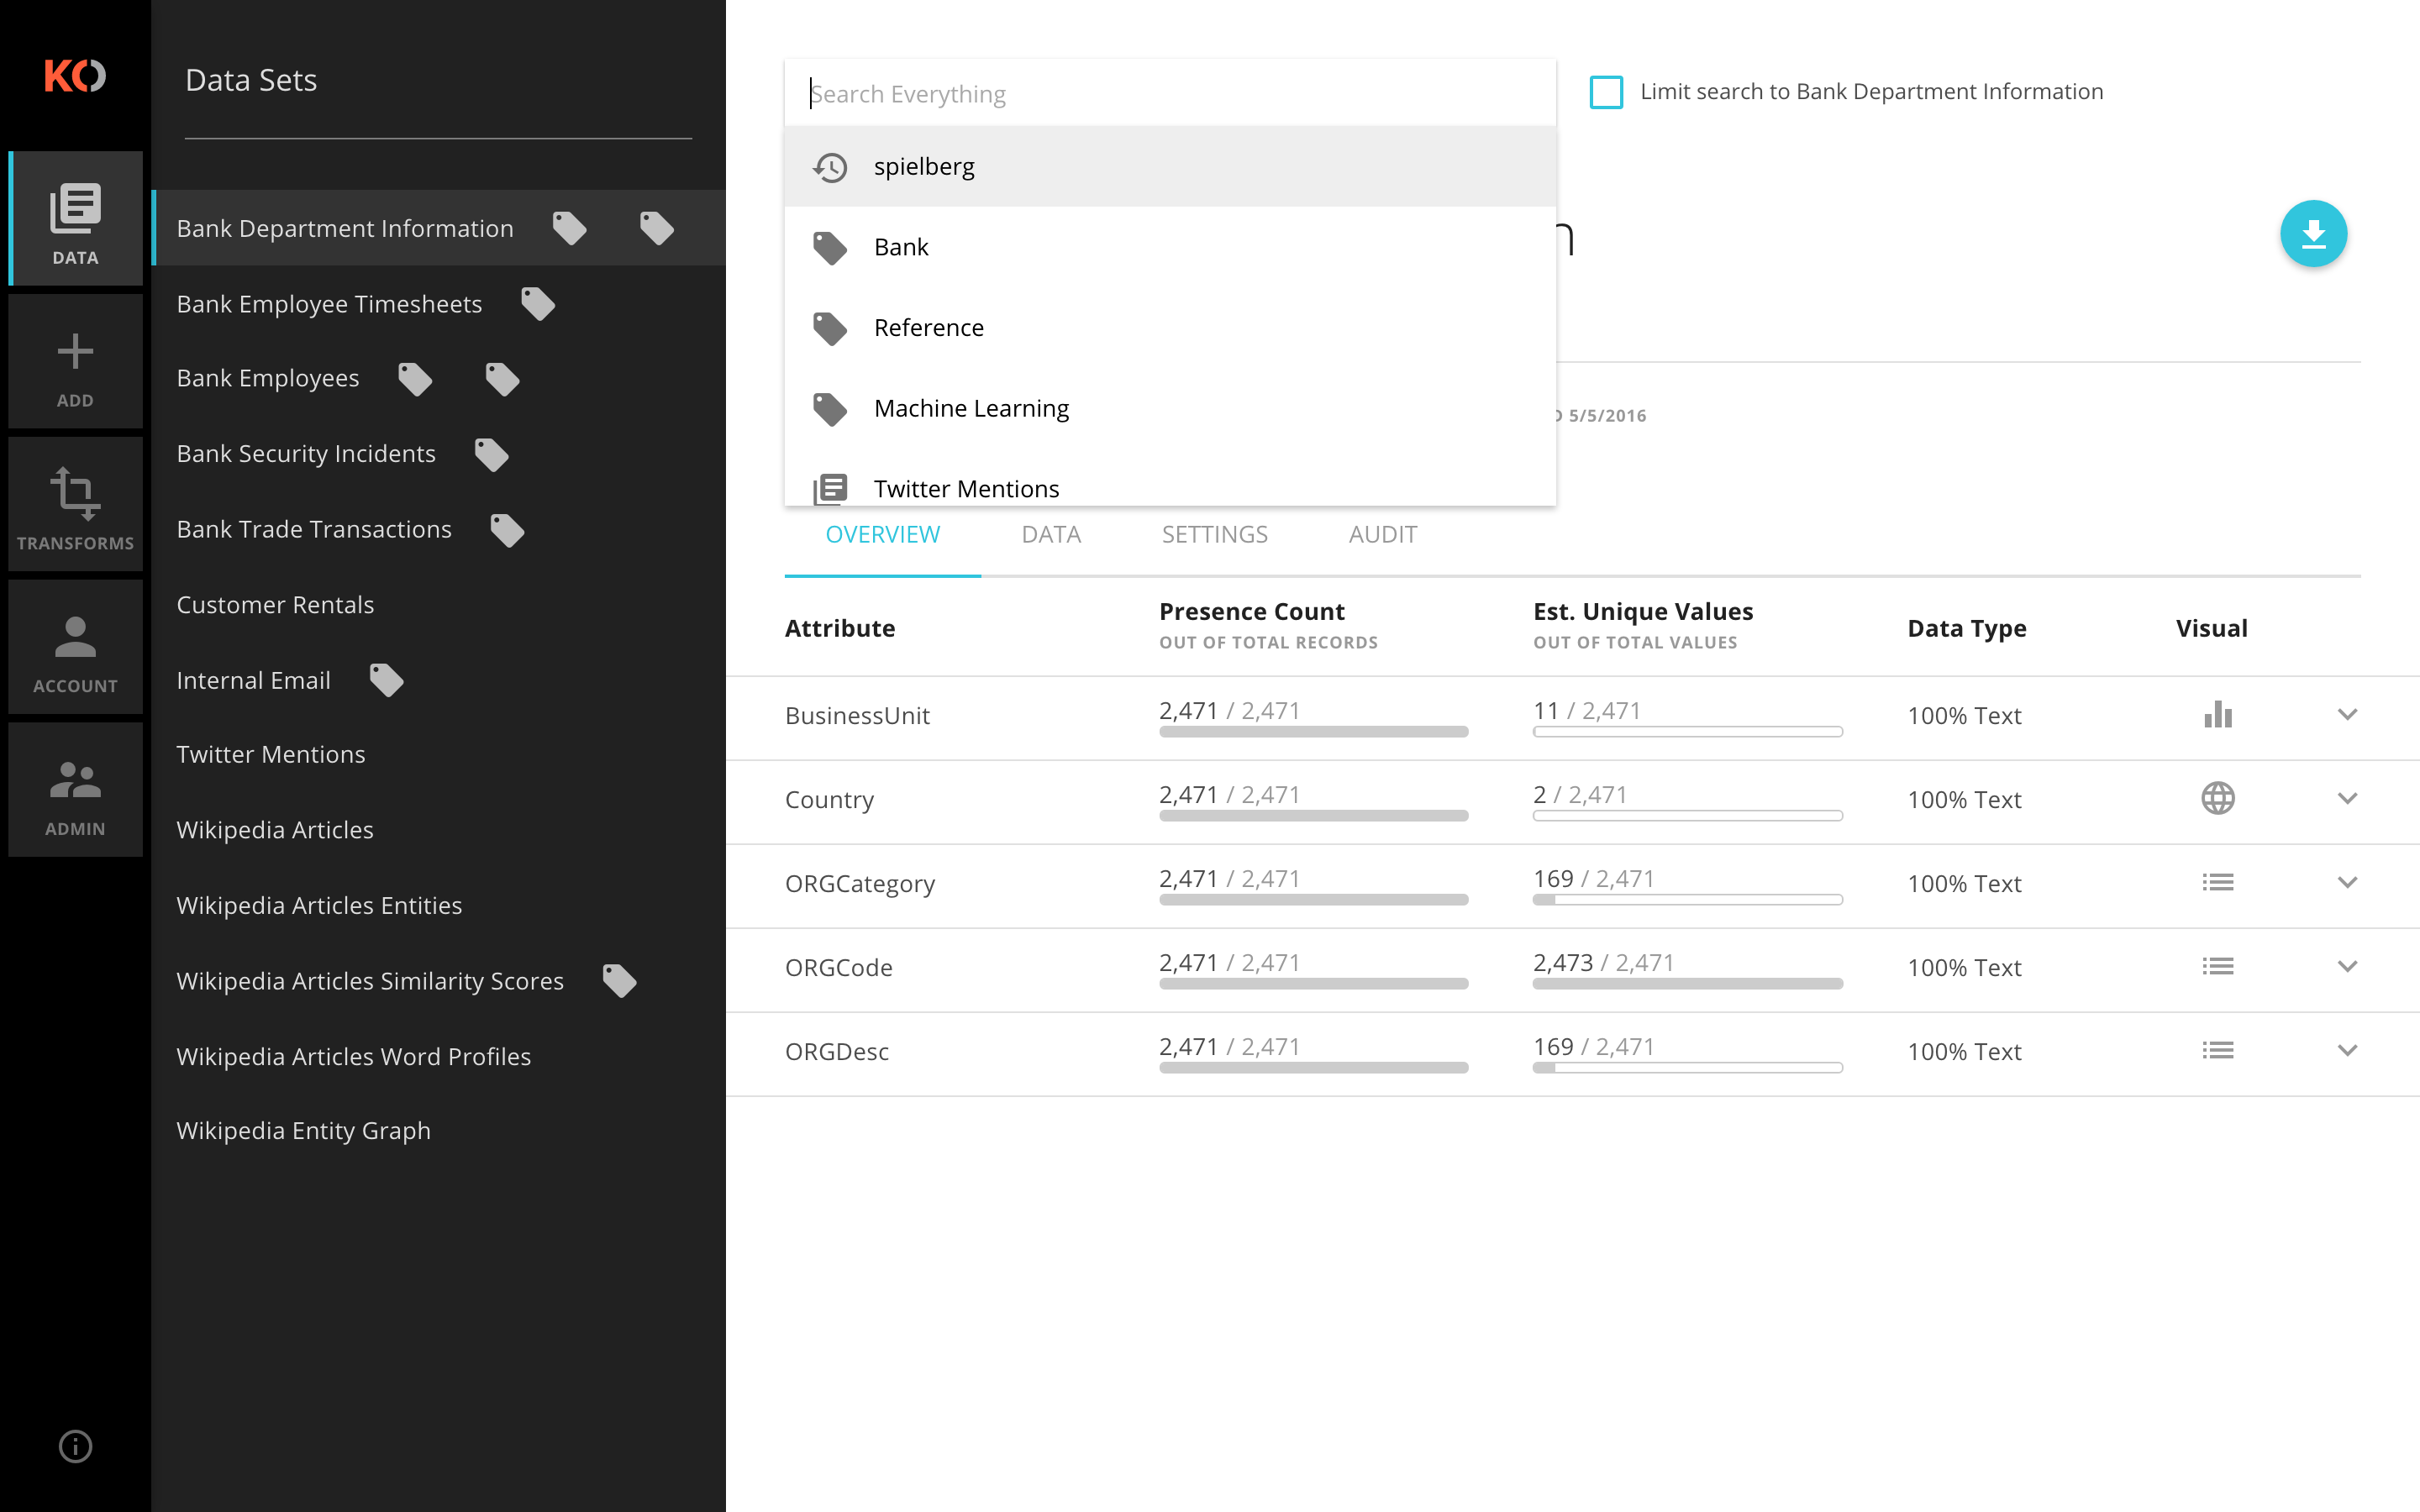 KO
DATA
ADD
TRANSFORMS
ACCOUNT
ADMIN
Data Sets
Bank Department Information
Bank Employee Timesheets
Bank Employees
Bank Security Incidents
Bank Trade Transactions
Customer Rentals
Internal Email
Twitter Mentions
Wikipedia Articles
Wikipedia Articles Entities
Wikipedia Articles Similarity Scores
Wikipedia Articles Word Profiles
Wikipedia Entity Graph
Search Everything
Limit search to Bank Department Information
spielberg
Bank
Reference
Machine Learning
Twitter Mentions
n
5/5/2016
OVERVIEW DATA SETTINGS AUDIT
Attribute Presence Count Est. Unique Values Data Type Visual
OUT OF TOTAL RECORDS OUT OF TOTAL VALUES
BusinessUnit 2,471 / 2,471 11 / 2,471 100% Text
Country 2,471 / 2,471 2 / 2,471 100% Text
ORGCategory 2,471 / 2,471 169 / 2,471 100% Text
ORGCode 2,471 / 2,471 2,473 / 2,471 100% Text
ORGDesc 2,471 / 2,471 169 / 2,471 100% Text